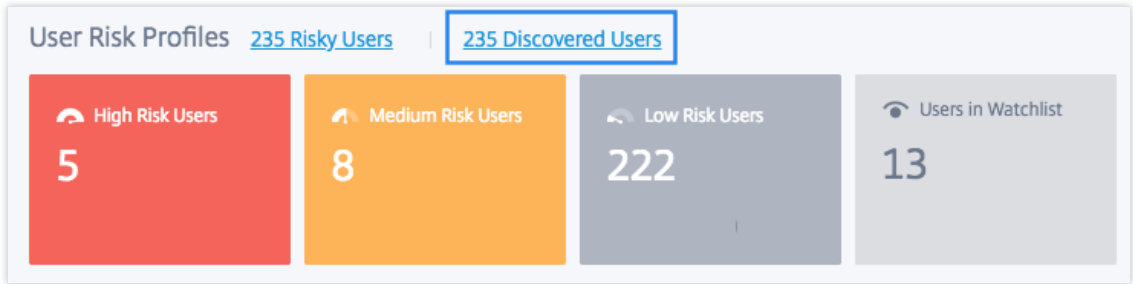 User Risk Profiles 235 Risky Users | 235 Discovered Users
High Risk Users
5
Medium Risk Users
8
Low Risk Users
222
Users in Watchlist
13